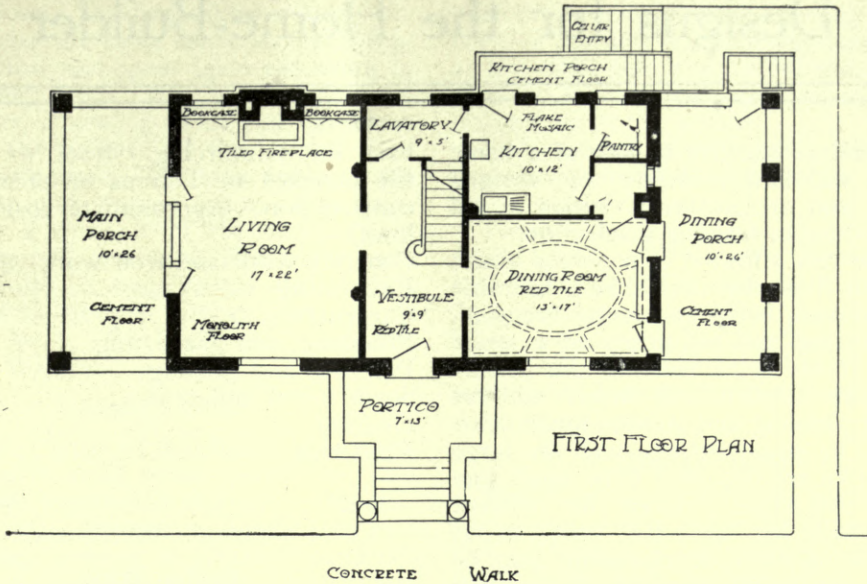 CELLAR
ENTRY
KITCHEN PORCH
CEMENT FLOOR
BOOKCASE
BOOKCASE
TILED FIREPLACE
LAVATORY
9' × 5'
FLAKE
MOSAIC
KITCHEN
10' × 12'
PANTRY
MAIN
PORCH
10' × 26
CEMENT
FLOOR
LIVING
ROOM
17 × 22'
MONOLITH
FLOOR
VESTIBULE
9' × 9'
RED TILE
DINING ROOM
RED TILE
13' × 17'
DINING
PORCH
10' × 26'
CEMENT
FLOOR
PORTICO
7' × 13'
FIRST FLOOR PLAN
CONCRETE WALK